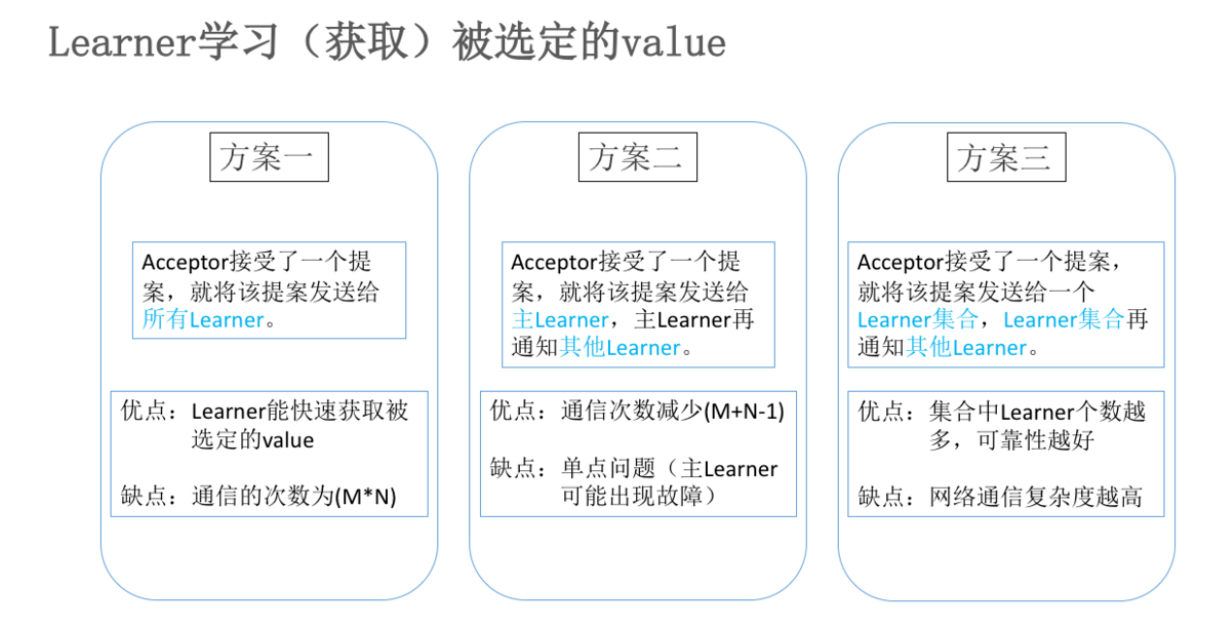 Learner学习（获取）被选定的value
方案一
Acceptor接受了一个提
案，就将该提案发送给
所有Learner。
优点：Learner能快速获取被
选定的value
缺点：通信的次数为(M*N)
方案二
Acceptor接受了一个提
案，就将该提案发送给
主Learner，主Learner再
通知其他Learner。
优点：通信次数减少(M+N-1)
缺点：单点问题（主Learner
可能出现故障）
方案三
Acceptor接受了一个提案，
就将该提案发送给一个
Learner集合，Learner集合再
通知其他Learner。
优点：集合中Learner个数越
多，可靠性越好
缺点：网络通信复杂度越高